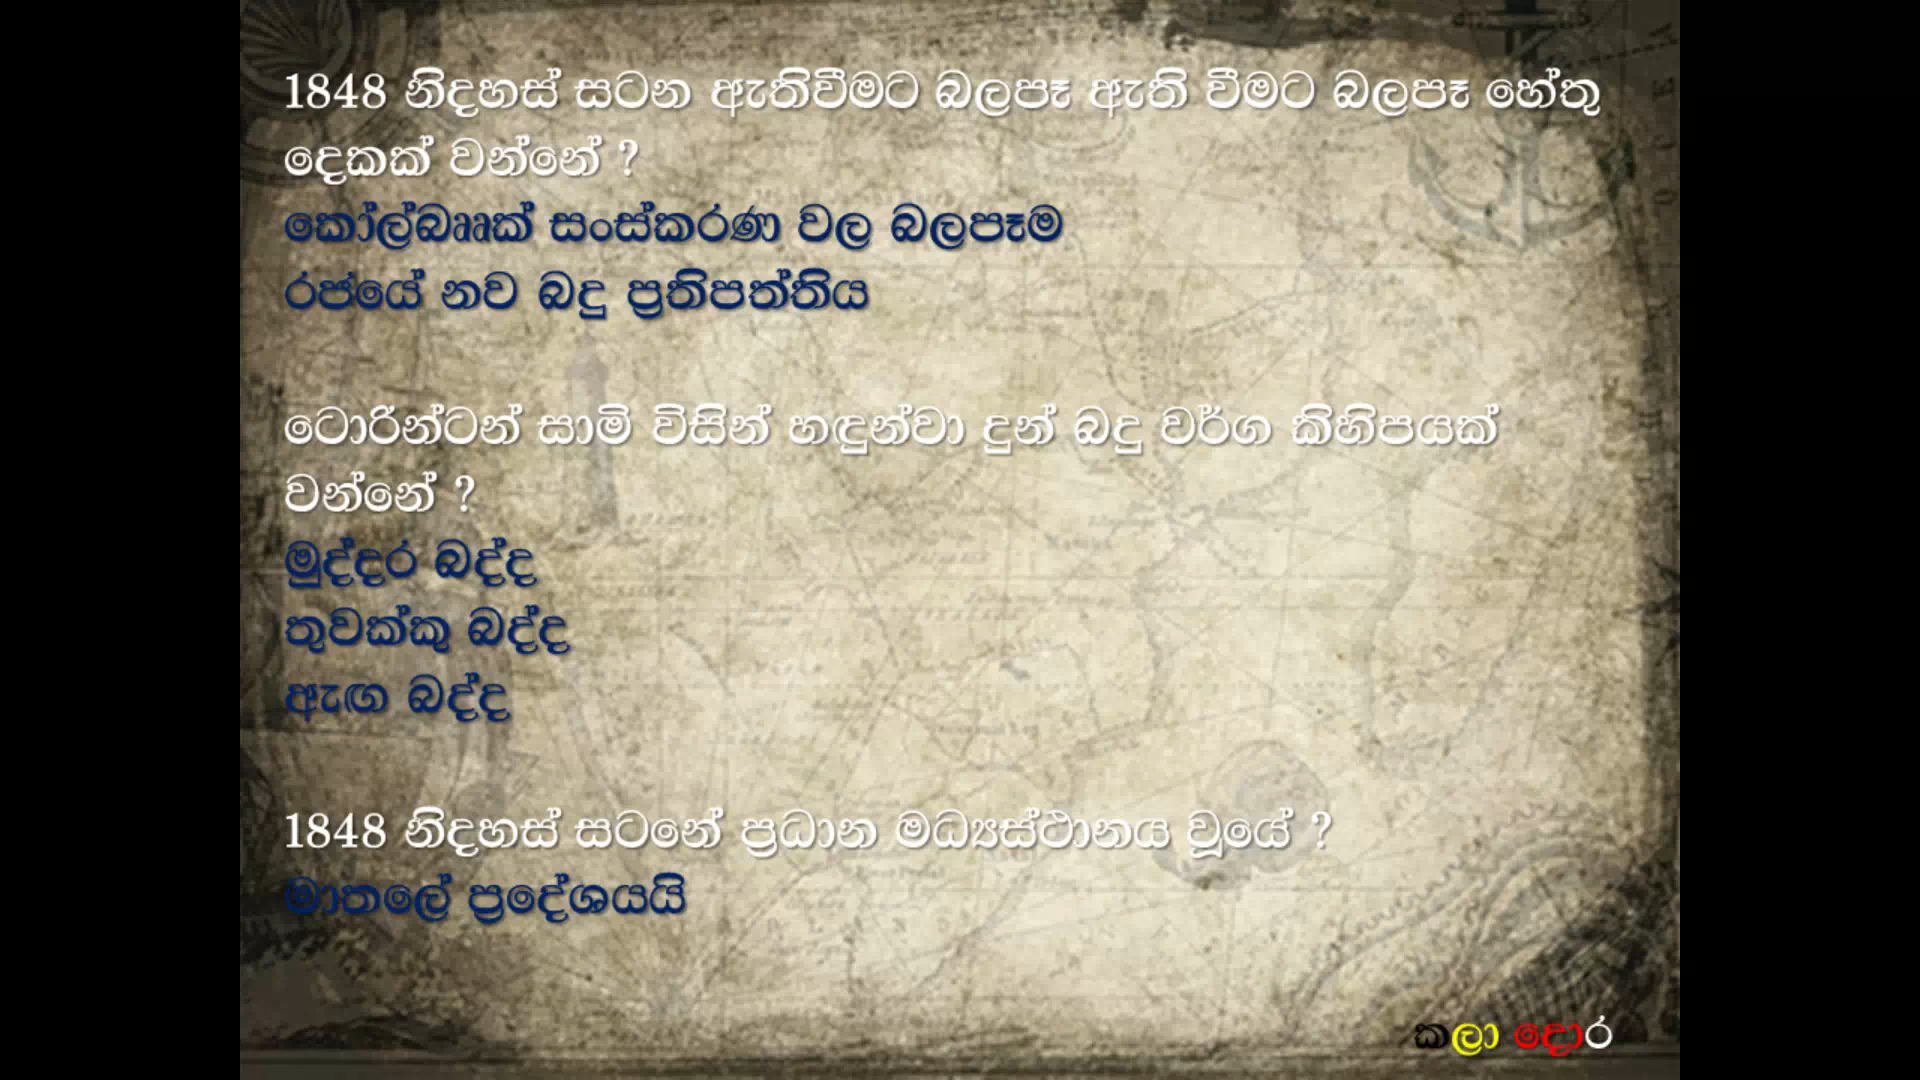 1848 නිදහස් සටන ඇතිවීමට බලපෑ ඇති වීමට බලපෑ හේතු
දෙකක් වන්නේ ?
කෝල්බෲක් සංස්කරණ වල බලපෑම
රජයේ නව බදු ප්‍රතිපත්තිය
ටොරින්ටන් සාමි විසින් හඳුන්වා දුන් බදු වර්ග කිහිපයක්
වන්නේ ?
මුද්දර බද්ද
තුවක්කු බද්ද
ඇඟ බද්ද
1848 නිදහස් සටනේ ප්‍රධාන මධ්‍යස්ථානය වූයේ ?
මාතලේ ප්‍රදේශයයි
කලා දොර